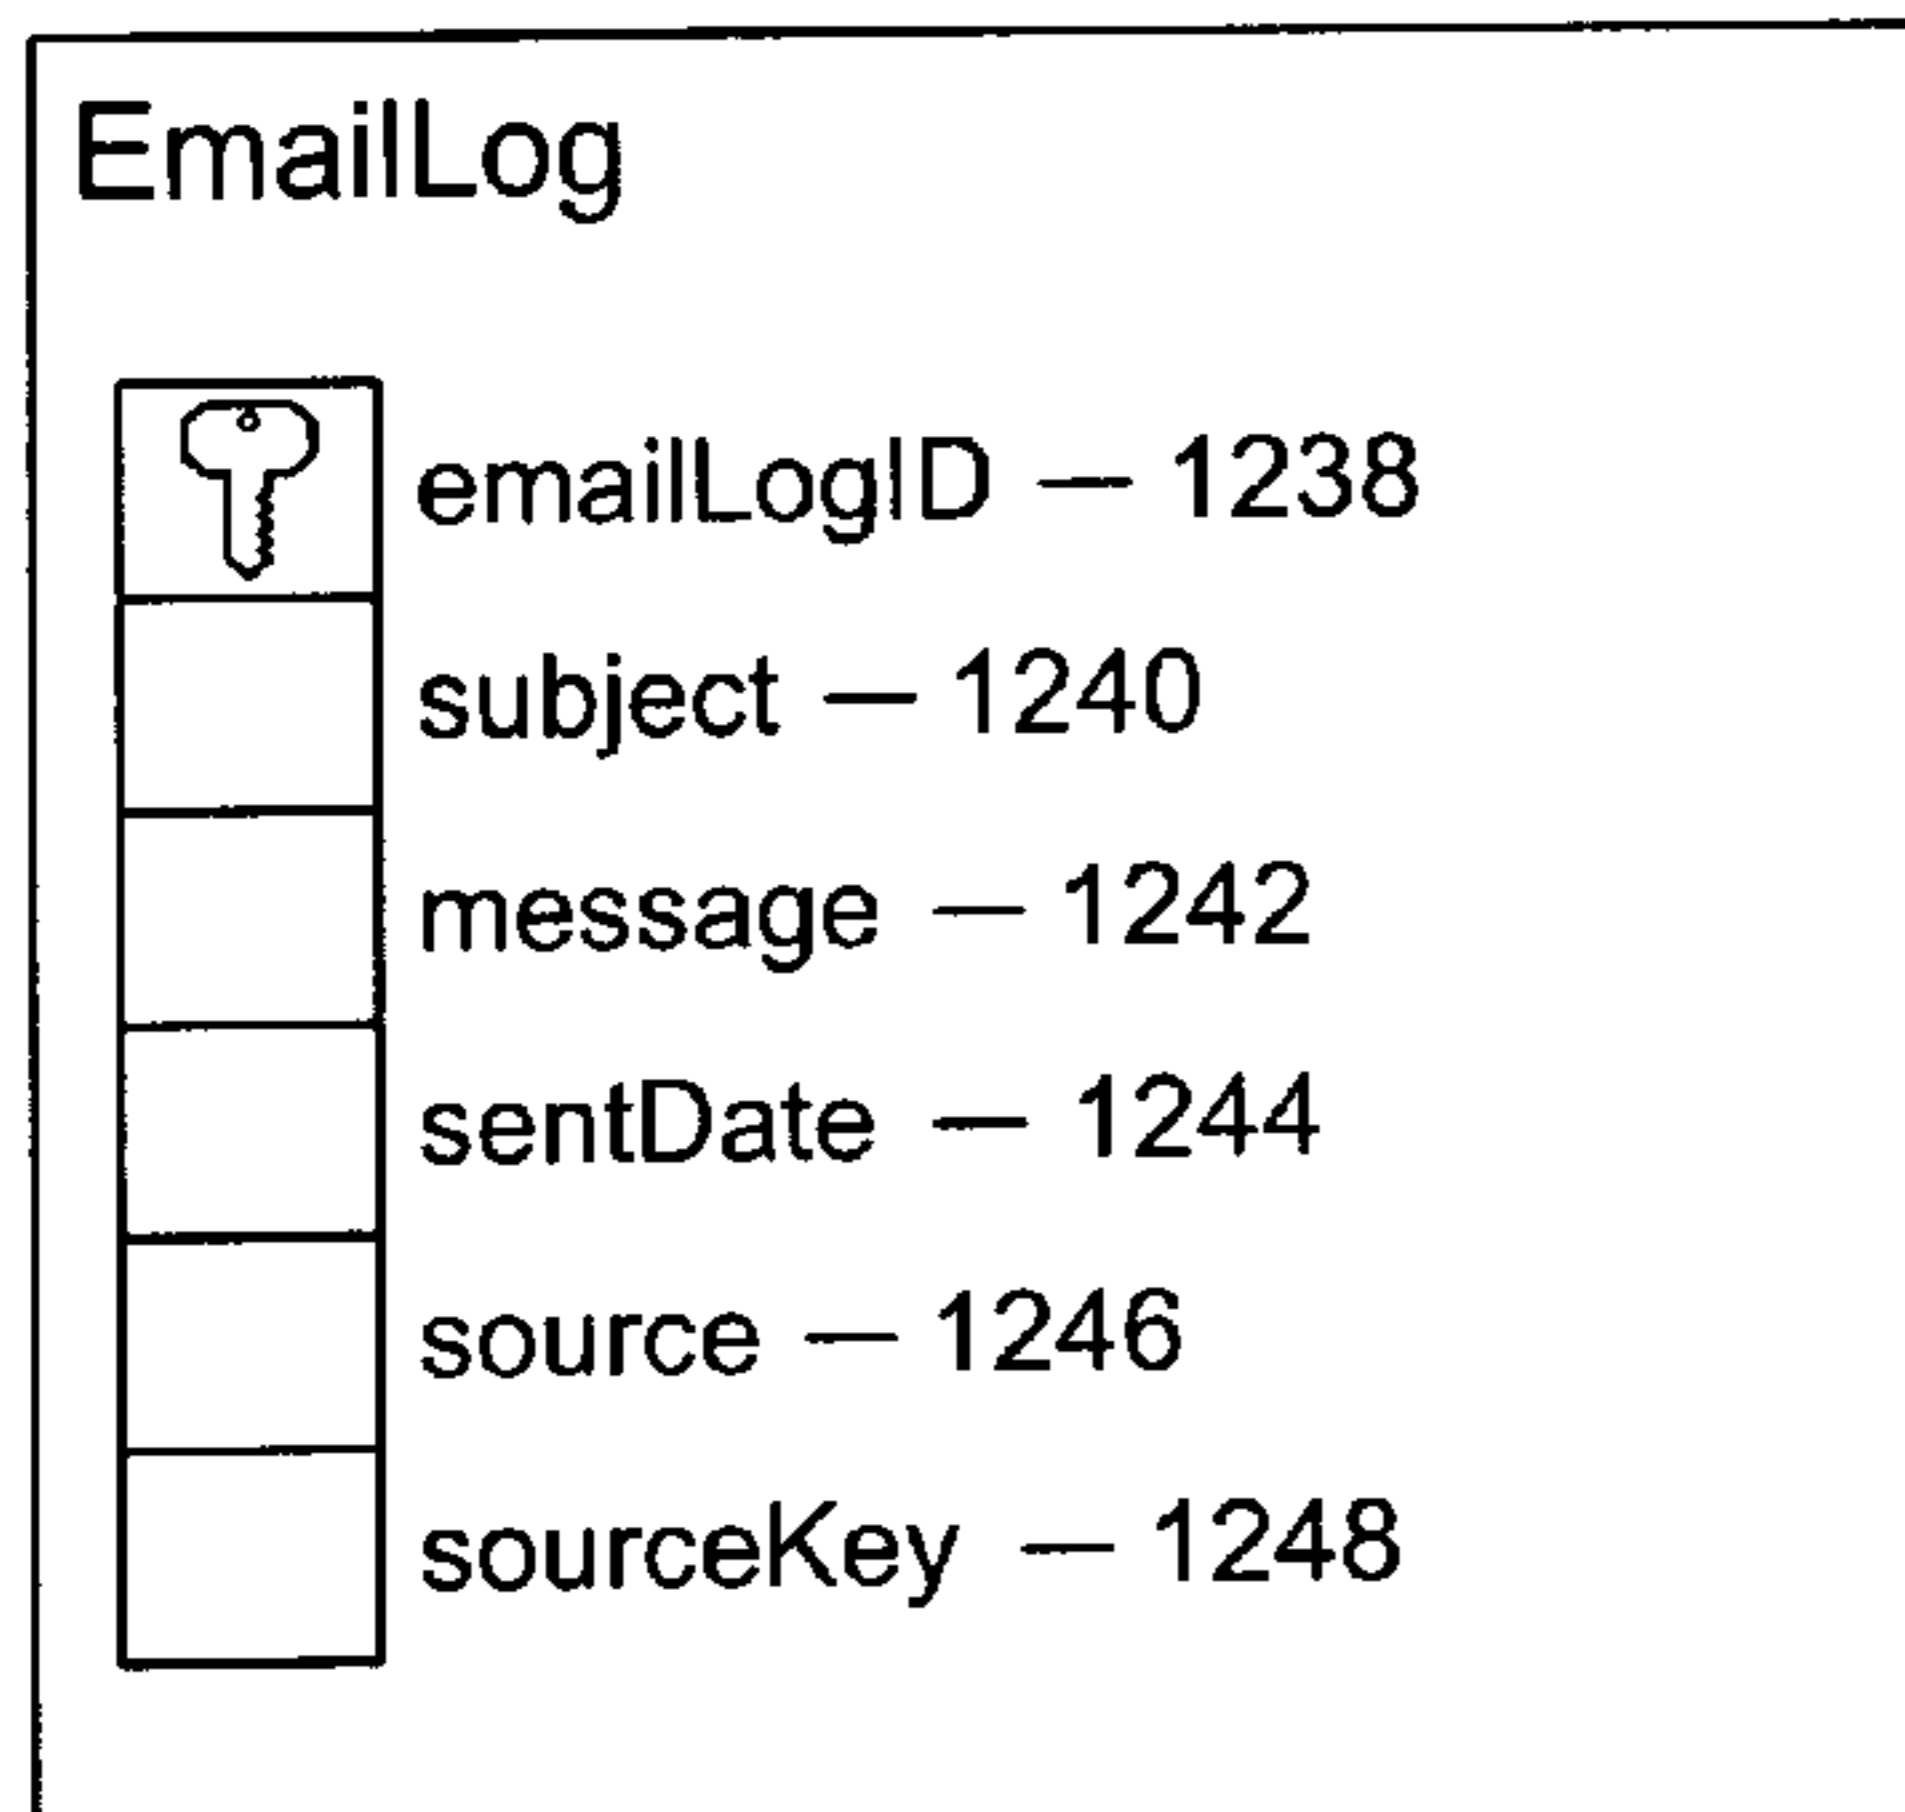 EmailLog
emailLogID — 1238
subject — 1240
message — 1242
sentDate — 1244
source — 1246
sourceKey — 1248